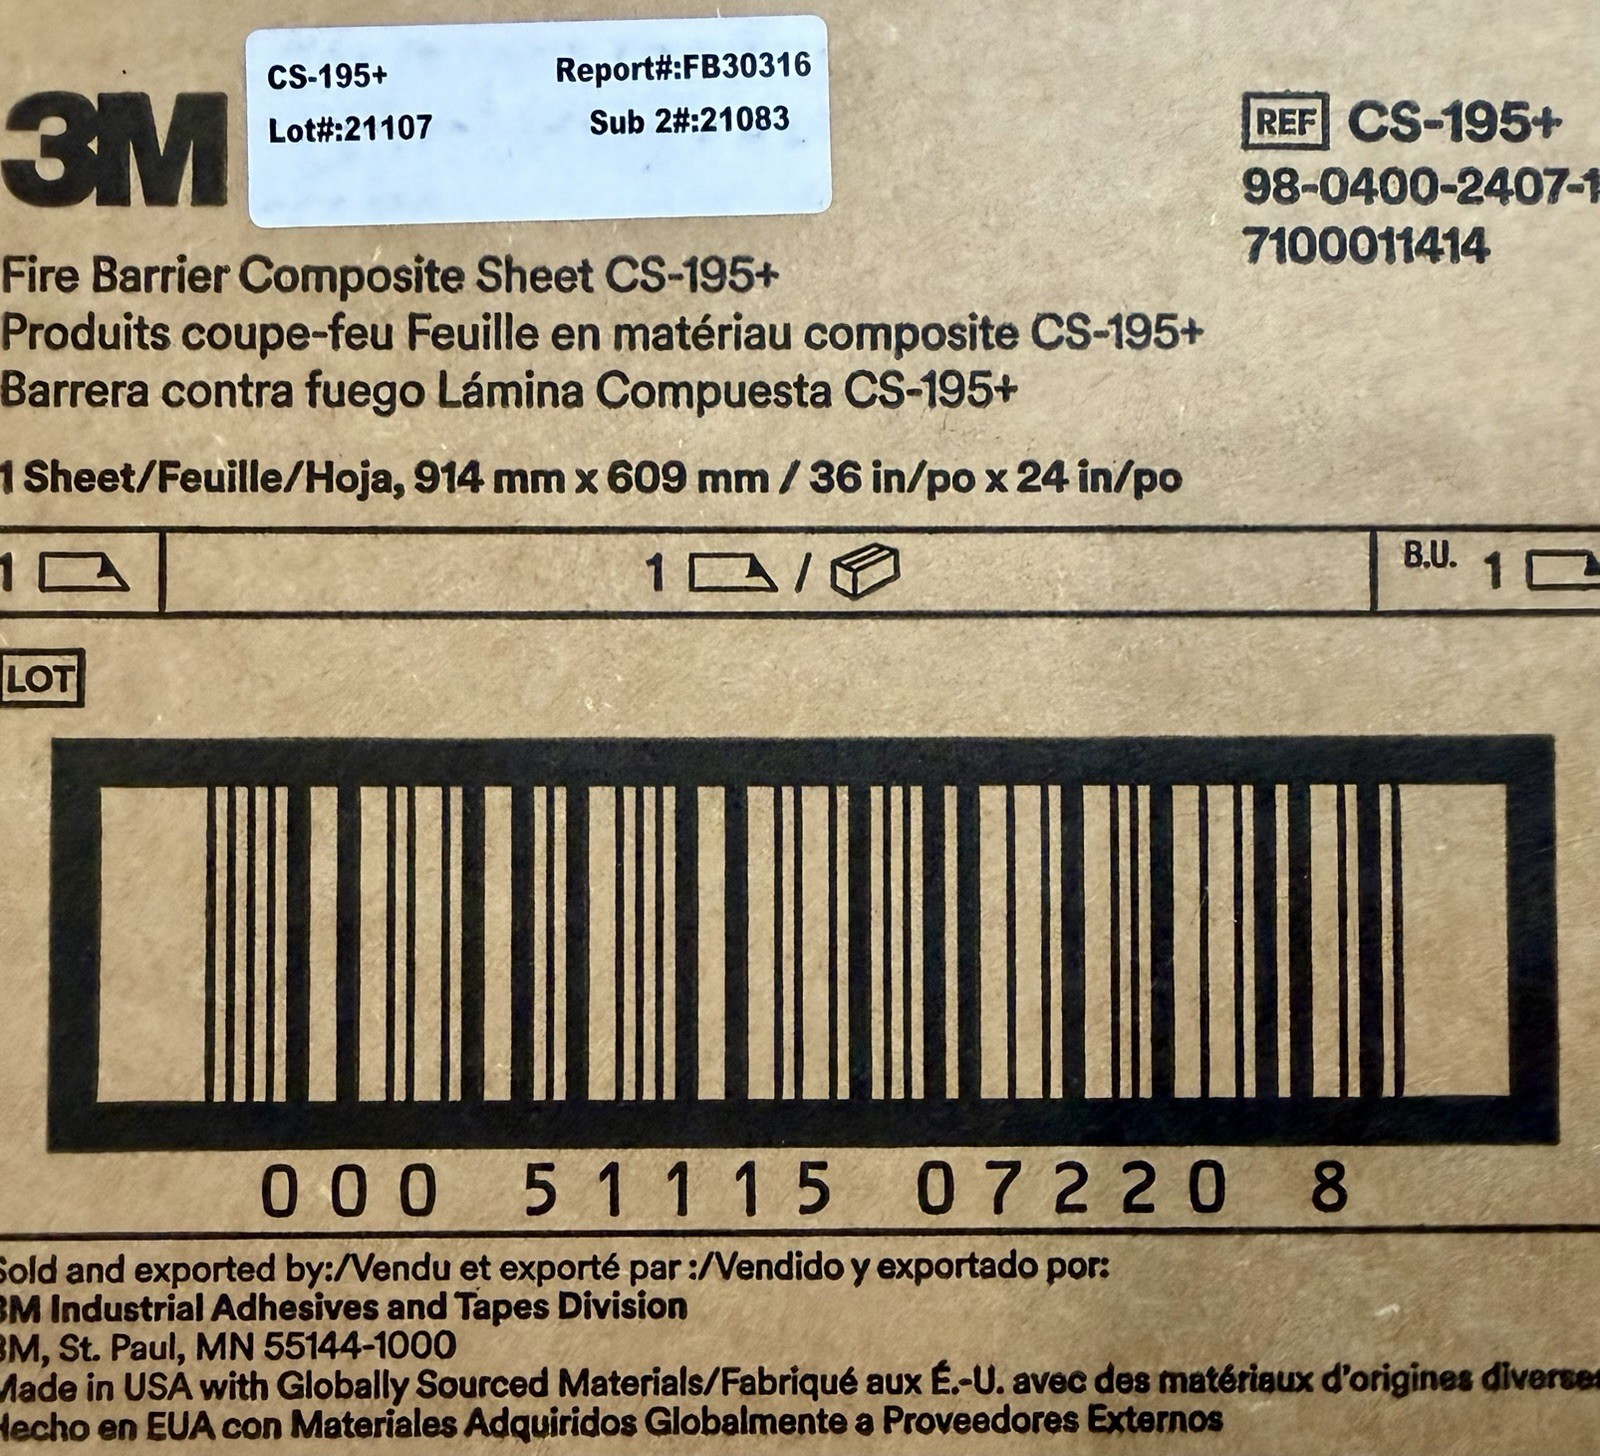 CS-195+ Report#:FB30316
Lot#:21107 Sub 2#:21083
3M
REF CS-195+
98-0400-2407-1
7100011414
Fire Barrier Composite Sheet CS-195+
Produits coupe-feu Feuille en matériau composite CS-195+
Barrera contra fuego Lámina Compuesta CS-195+
1 Sheet/Feuille/Hoja, 914 mm x 609 mm / 36 in/po x 24 in/po
1 1 / B.U. 1
LOT
000 51115 07220 8
Sold and exported by:/Vendu et exporté par :/Vendido y exportado por:
3M Industrial Adhesives and Tapes Division
3M, St. Paul, MN 55144-1000
Made in USA with Globally Sourced Materials/Fabriqué aux É.-U. avec des matériaux d'origines diverses
Hecho en EUA con Materiales Adquiridos Globalmente a Proveedores Externos